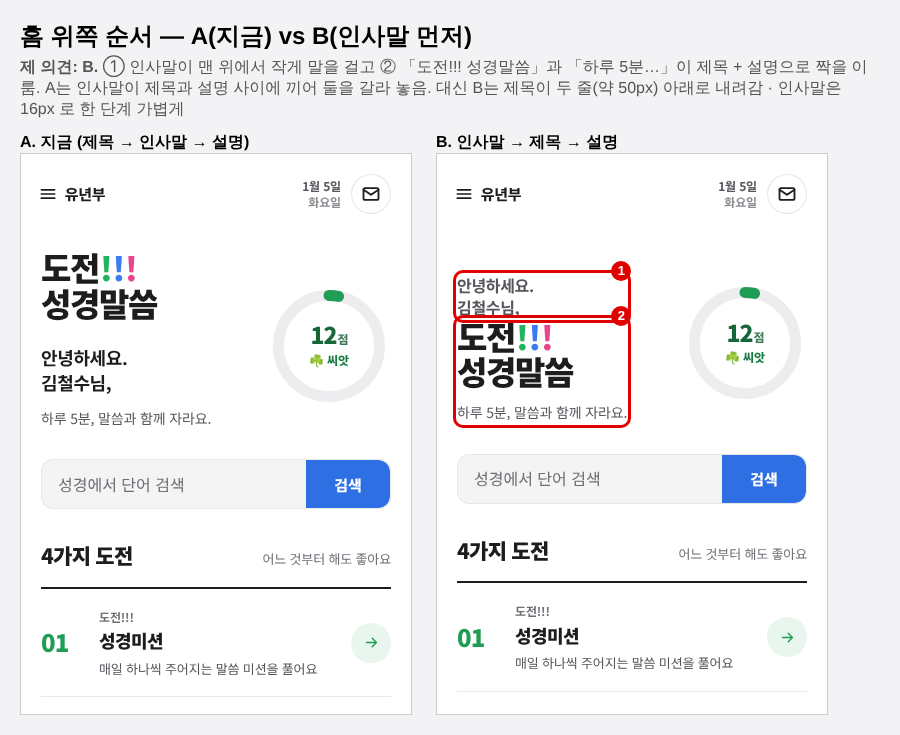 홈 위쪽 순서 — A(지금) vs B(인사말 먼저)
제 의견: B. ① 인사말이 맨 위에서 작게 말을 걸고 ② 「도전!!! 성경말씀」과 「하루 5분…」이 제목 + 설명으로 짝을 이
룸. A는 인사말이 제목과 설명 사이에 끼어 둘을 갈라 놓음. 대신 B는 제목이 두 줄(약 50px) 아래로 내려감 · 인사말은
16px 로 한 단계 가볍게
A. 지금 (제목 → 인사말 → 설명)
유년부
1월 5일
화요일
도전!!!
성경말씀
안녕하세요.
김철수님,
하루 5분, 말씀과 함께 자라요.
12점
☘️ 씨앗
성경에서 단어 검색
검색
4가지 도전
어느 것부터 해도 좋아요
01
도전!!!
성경미션
→
매일 하나씩 주어지는 말씀 미션을 풀어요
B. 인사말 → 제목 → 설명
유년부
1월 5일
화요일
1
안녕하세요.
김철수님,
2
도전!!!
성경말씀
하루 5분, 말씀과 함께 자라요.
12점
☘️ 씨앗
성경에서 단어 검색
검색
4가지 도전
어느 것부터 해도 좋아요
01
도전!!!
성경미션
→
매일 하나씩 주어지는 말씀 미션을 풀어요